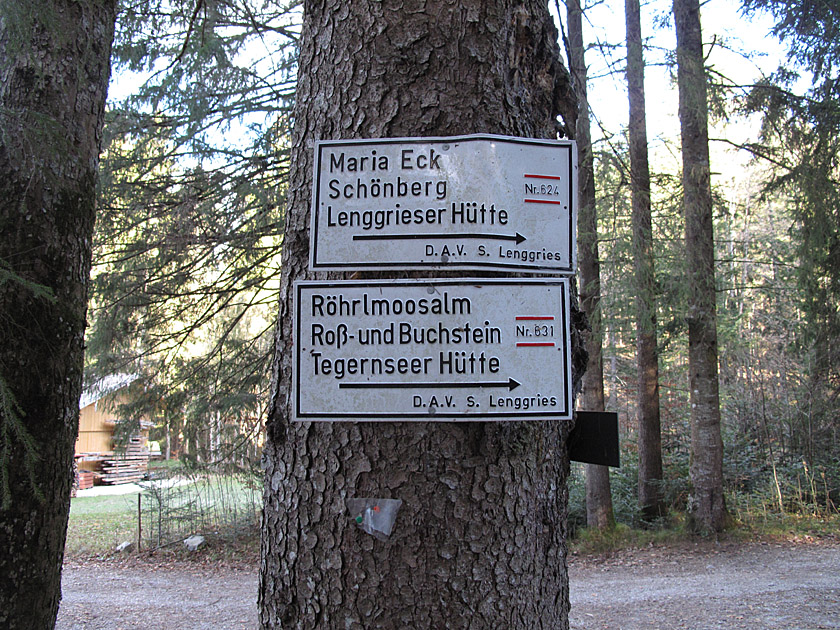 Maria Eck
Schönberg
Nr. 624
Lenggrieser Hütte
D.A.V. S. Lenggries
Röhrlmoosalm
Roß- und Buchstein
Nr. 631
Tegernseer Hütte
D.A.V. S. Lenggries